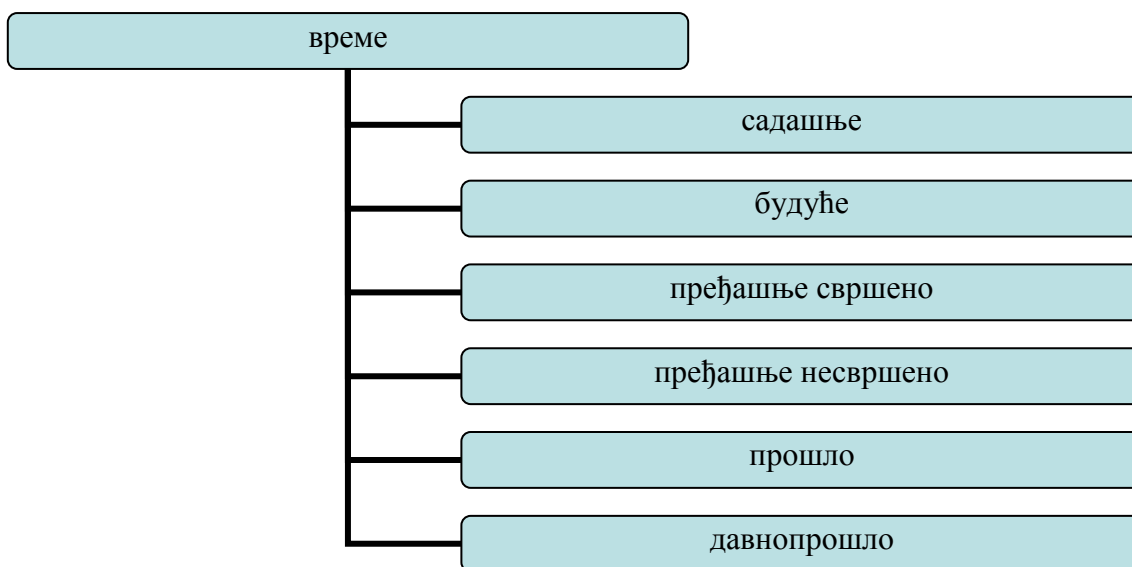 време
садашње
будуће
пређашње свршено
пређашње несвршено
прошло
давнопрошло